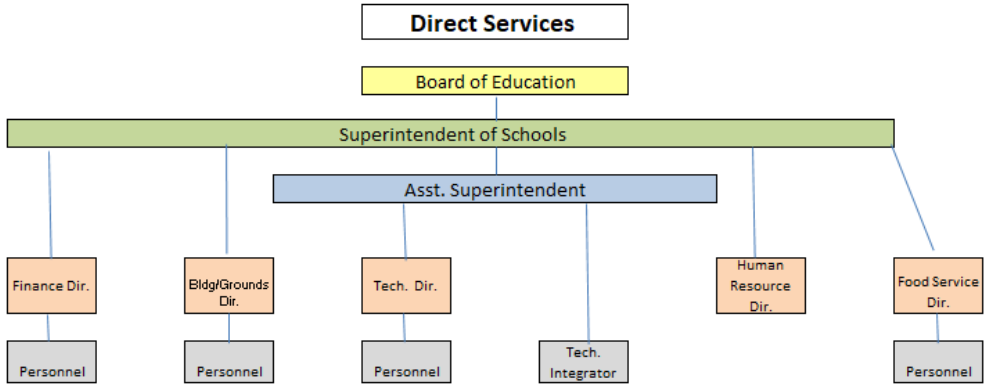 Direct Services
Board of Education
Superintendent of Schools
Asst. Superintendent
Finance Dir.
Bldg/Grounds
Dir.
Tech. Dir.
Human
Resource
Dir.
Food Service
Dir.
Personnel
Personnel
Personnel
Tech.
Integrator
Personnel